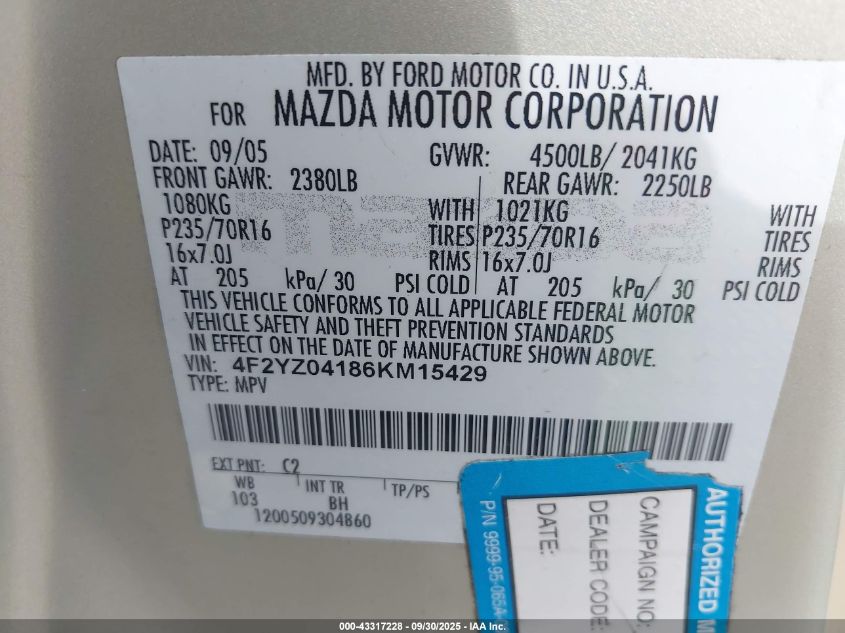 MFD. BY FORD MOTOR CO. IN U.S.A.
FOR MAZDA MOTOR CORPORATION
DATE: 09/05 GVWR: 4500LB/ 2041KG
FRONT GAWR: 2380LB REAR GAWR: 2250LB
1080KG WITH 1021KG WITH
P235/70R16 TIRES P235/70R16 TIRES
16x7.0J RIMS 16x7.0J RIMS
AT 205 kPa/ 30 PSI COLD AT 205 kPa/ 30 PSI COLD
THIS VEHICLE CONFORMS TO ALL APPLICABLE FEDERAL MOTOR
VEHICLE SAFETY AND THEFT PREVENTION STANDARDS
IN EFFECT ON THE DATE OF MANUFACTURE SHOWN ABOVE.
VIN: 4F2YZ04186KM15429
TYPE: MPV
EXT PNT: C2
WB INT TR TP/PS
103 BH
1200509304860
AUTHORIZED M
CAMPAIGN NO:
DEALER CODE:
DATE:
P/N 9999-95-065A
000-43317228 - 09/30/2025 - IAA Inc.